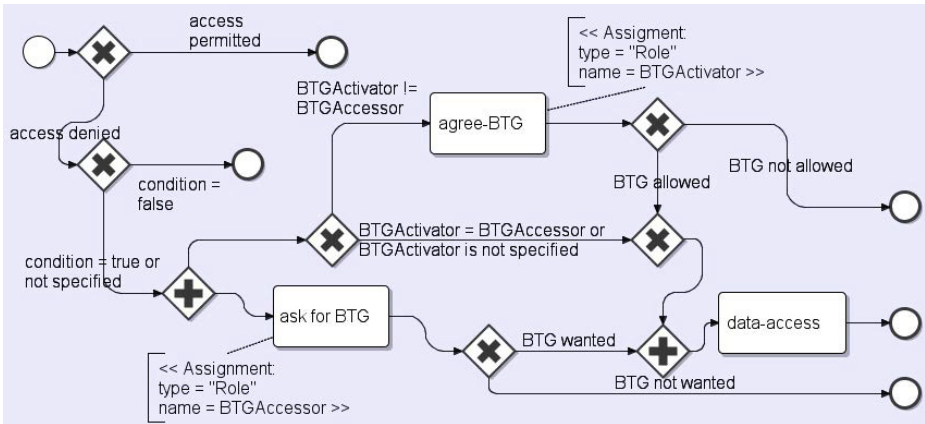 access
permitted
<< Assigment:
type = "Role"
name = BTGActivator >>
BTGActivator !=
BTGAccessor
agree-BTG
access denied
condition =
false
BTG allowed
BTG not allowed
BTGActivator = BTGAccessor or
BTGActivator is not specified
condition = true or
not specified
ask for BTG
data-access
BTG wanted
<< Assignment:
type = "Role"
name = BTGAccessor >>
BTG not wanted